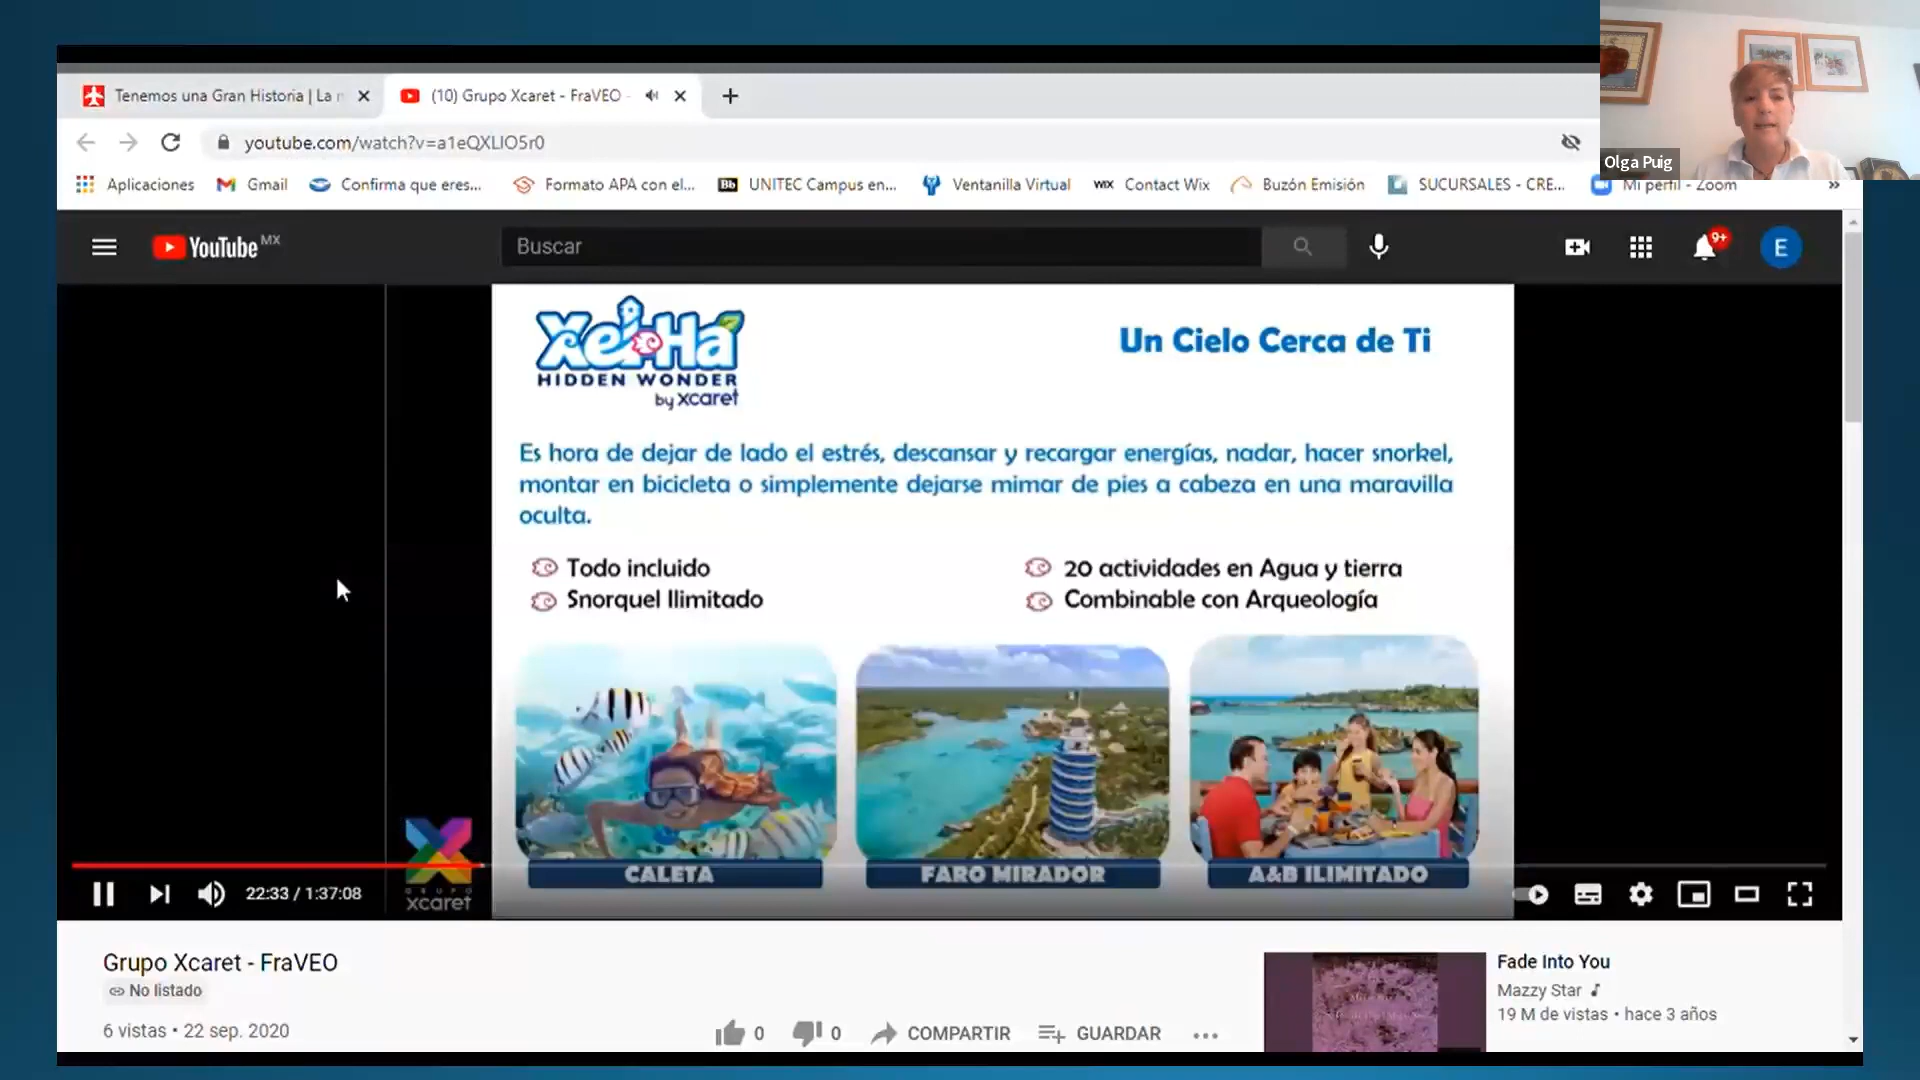 Tenemos una Gran Historia | La
(10) Grupo Xcaret - FraVEO -
youtube.com/watch?v=a1eQXLIO5r0
Olga Puig
Aplicaciones
Gmail
Confirma que eres...
Formato APA con el...
Bb UNITEC Campus en...
Ventanilla Virtual
WIX Contact Wix
Buzón Emisión
SUCURSALES - CRE...
Mi perfil - Zoom
»
YouTube MX
Buscar
9+
E
Xel-Há
HIDDEN WONDER
by xcaret
Un Cielo Cerca de Ti
Es hora de dejar de lado el estrés, descansar y recargar energías, nadar, hacer snorkel,
montar en bicicleta o simplemente dejarse mimar de pies a cabeza en una maravilla
oculta.
Todo incluido
20 actividades en Agua y tierra
Snorquel Ilimitado
Combinable con Arqueología
CALETA
FARO MIRADOR
A&B ILIMITADO
22:33 / 1:37:08
GRUPO
xcaret
Grupo Xcaret - FraVEO
No listado
6 vistas • 22 sep. 2020
0
0
COMPARTIR
GUARDAR
Fade Into You
Mazzy Star
19 M de vistas • hace 3 años